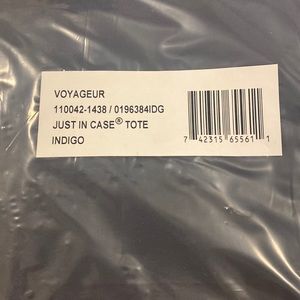 VOYAGEUR
110042-1438 / 0196384IDG
JUST IN CASE® TOTE
INDIGO
7 42315 65561 1